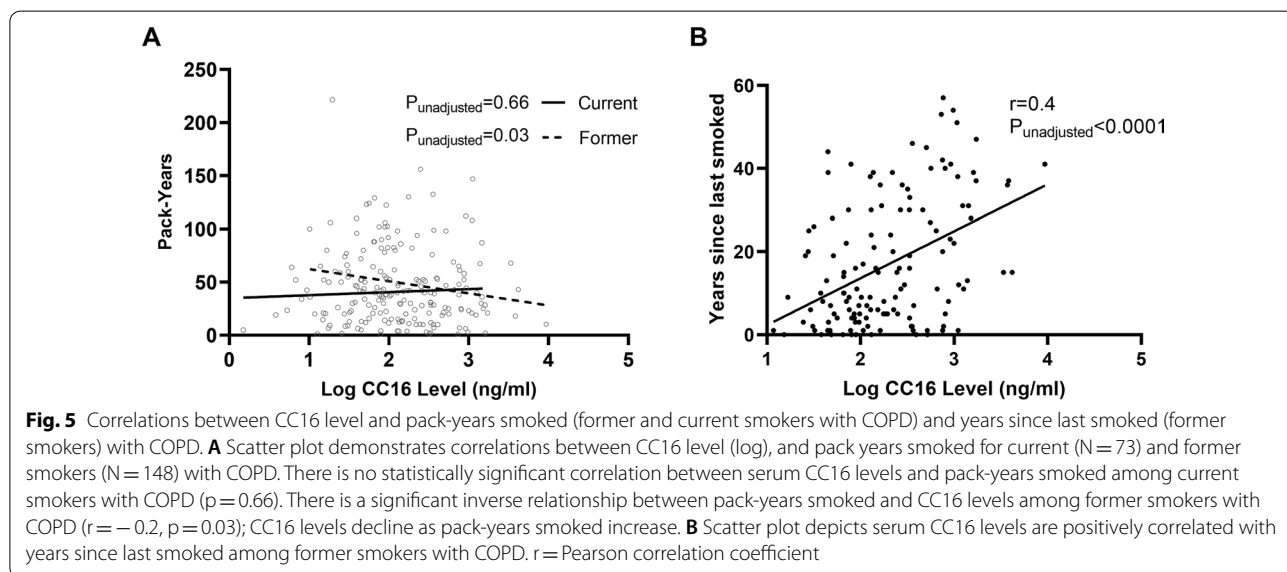 A
250
200
150
100
50
0
Pack-Years
Punadjusted=0.66
Current
Punadjusted=0.03
Former
0 1 2 3 4 5
Log CC16 Level (ng/ml)
B
60
40
20
0
Years since last smoked
r=0.4
Punadjusted<0.0001
1 2 3 4 5
Log CC16 Level (ng/ml)
Fig. 5 Correlations between CC16 level and pack-years smoked (former and current smokers with COPD) and years since last smoked (former
smokers) with COPD. A Scatter plot demonstrates correlations between CC16 level (log), and pack years smoked for current (N = 73) and former
smokers (N = 148) with COPD. There is no statistically significant correlation between serum CC16 levels and pack-years smoked among current
smokers with COPD (p = 0.66). There is a significant inverse relationship between pack-years smoked and CC16 levels among former smokers with
COPD (r = − 0.2, p = 0.03); CC16 levels decline as pack-years smoked increase. B Scatter plot depicts serum CC16 levels are positively correlated with
years since last smoked among former smokers with COPD. r = Pearson correlation coefficient